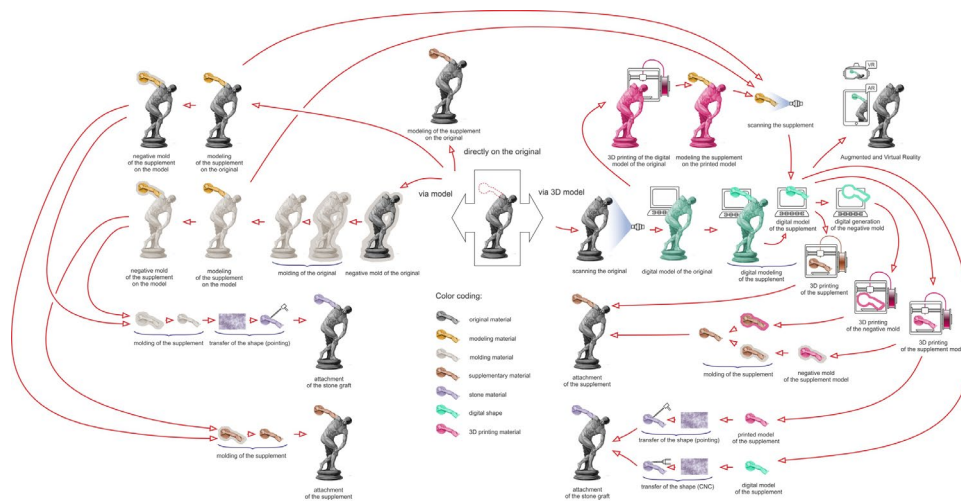 VR
AR
negative mold
of the supplement
on the model
modeling
of the supplement
on the original
modeling of the supplement
on the original
3D printing of the digital
model of the original
modeling the supplement
on the printed model
scanning the supplement
Augmented and Virtual Reality
directly on the original
via model
via 3D model
negative mold
of the supplement
on the model
modeling
of the supplement
on the model
molding of the original
negative mold of the original
scanning the original
digital model of the original
digital modeling
of the supplement
digital
model of the
supplement
digital generation
of the negative mold
3D printing
of the supplement
3D printing
of the negative mold
3D printing
of the supplement model
molding of the supplement
transfer of the shape (pointing)
attachment
of the stone graft
Color coding:
original material
modeling material
molding material
supplementary material
stone material
digital shape
3D printing material
attachment
of the supplement
molding of the supplement
negative mold
of the supplement model
molding of the supplement
attachment
of the supplement
transfer of the shape (pointing)
printed model
of the supplement
attachment
of the stone graft
transfer of the shape (CNC)
digital model
of the supplement